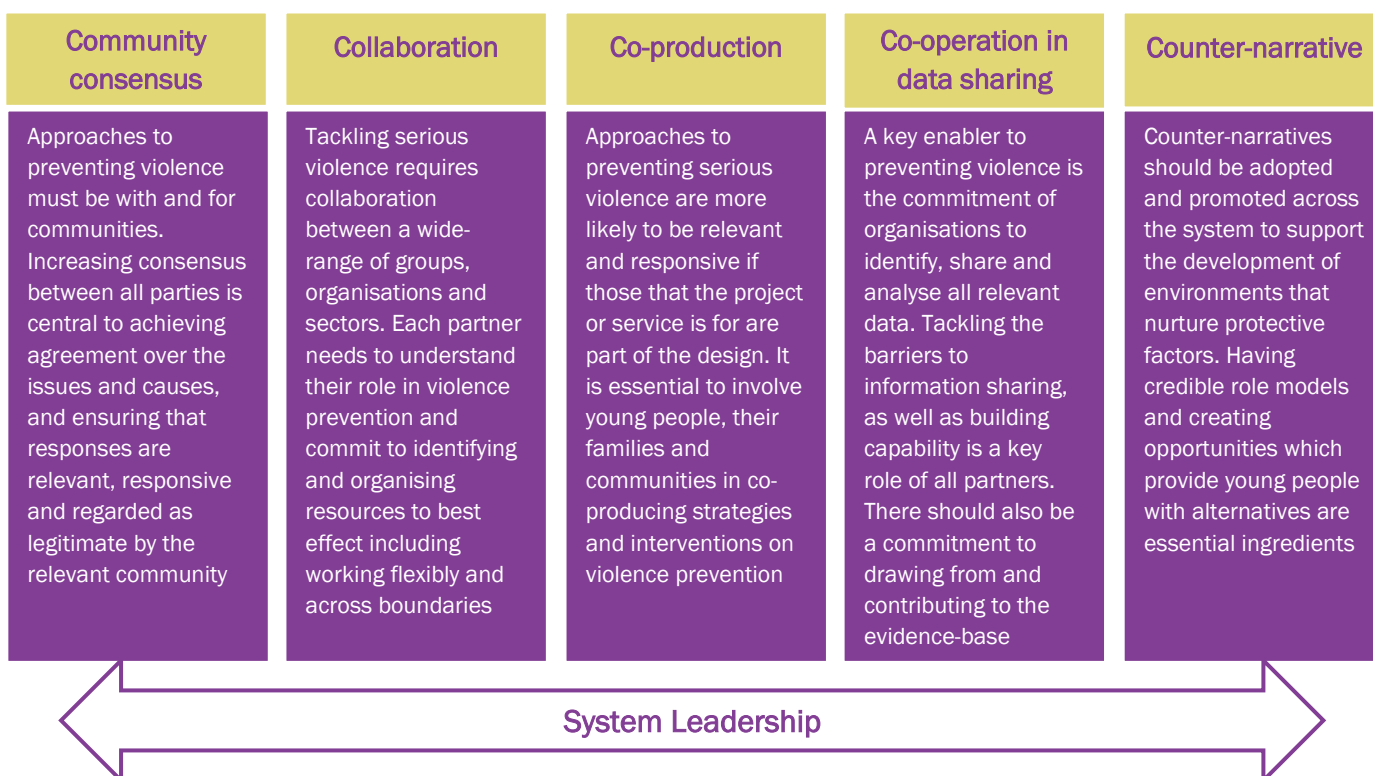 Community
consensus
Approaches to
preventing violence
must be with and for
communities.
Increasing consensus
between all parties is
central to achieving
agreement over the
issues and causes,
and ensuring that
responses are
relevant, responsive
and regarded as
legitimate by the
relevant community
Collaboration
Tackling serious
violence requires
collaboration
between a wide-
range of groups,
organisations and
sectors. Each partner
needs to understand
their role in violence
prevention and
commit to identifying
and organising
resources to best
effect including
working flexibly and
across boundaries
Co-production
Approaches to
preventing serious
violence are more
likely to be relevant
and responsive if
those that the project
or service is for are
part of the design. It
is essential to involve
young people, their
families and
communities in co-
producing strategies
and interventions on
violence prevention
Co-operation in
data sharing
A key enabler to
preventing violence is
the commitment of
organisations to
identify, share and
analyse all relevant
data. Tackling the
barriers to
information sharing,
as well as building
capability is a key
role of all partners.
There should also be
a commitment to
drawing from and
contributing to the
evidence-base
Counter-narrative
Counter-narratives
should be adopted
and promoted across
the system to support
the development of
environments that
nurture protective
factors. Having
credible role models
and creating
opportunities which
provide young people
with alternatives are
essential ingredients
System Leadership